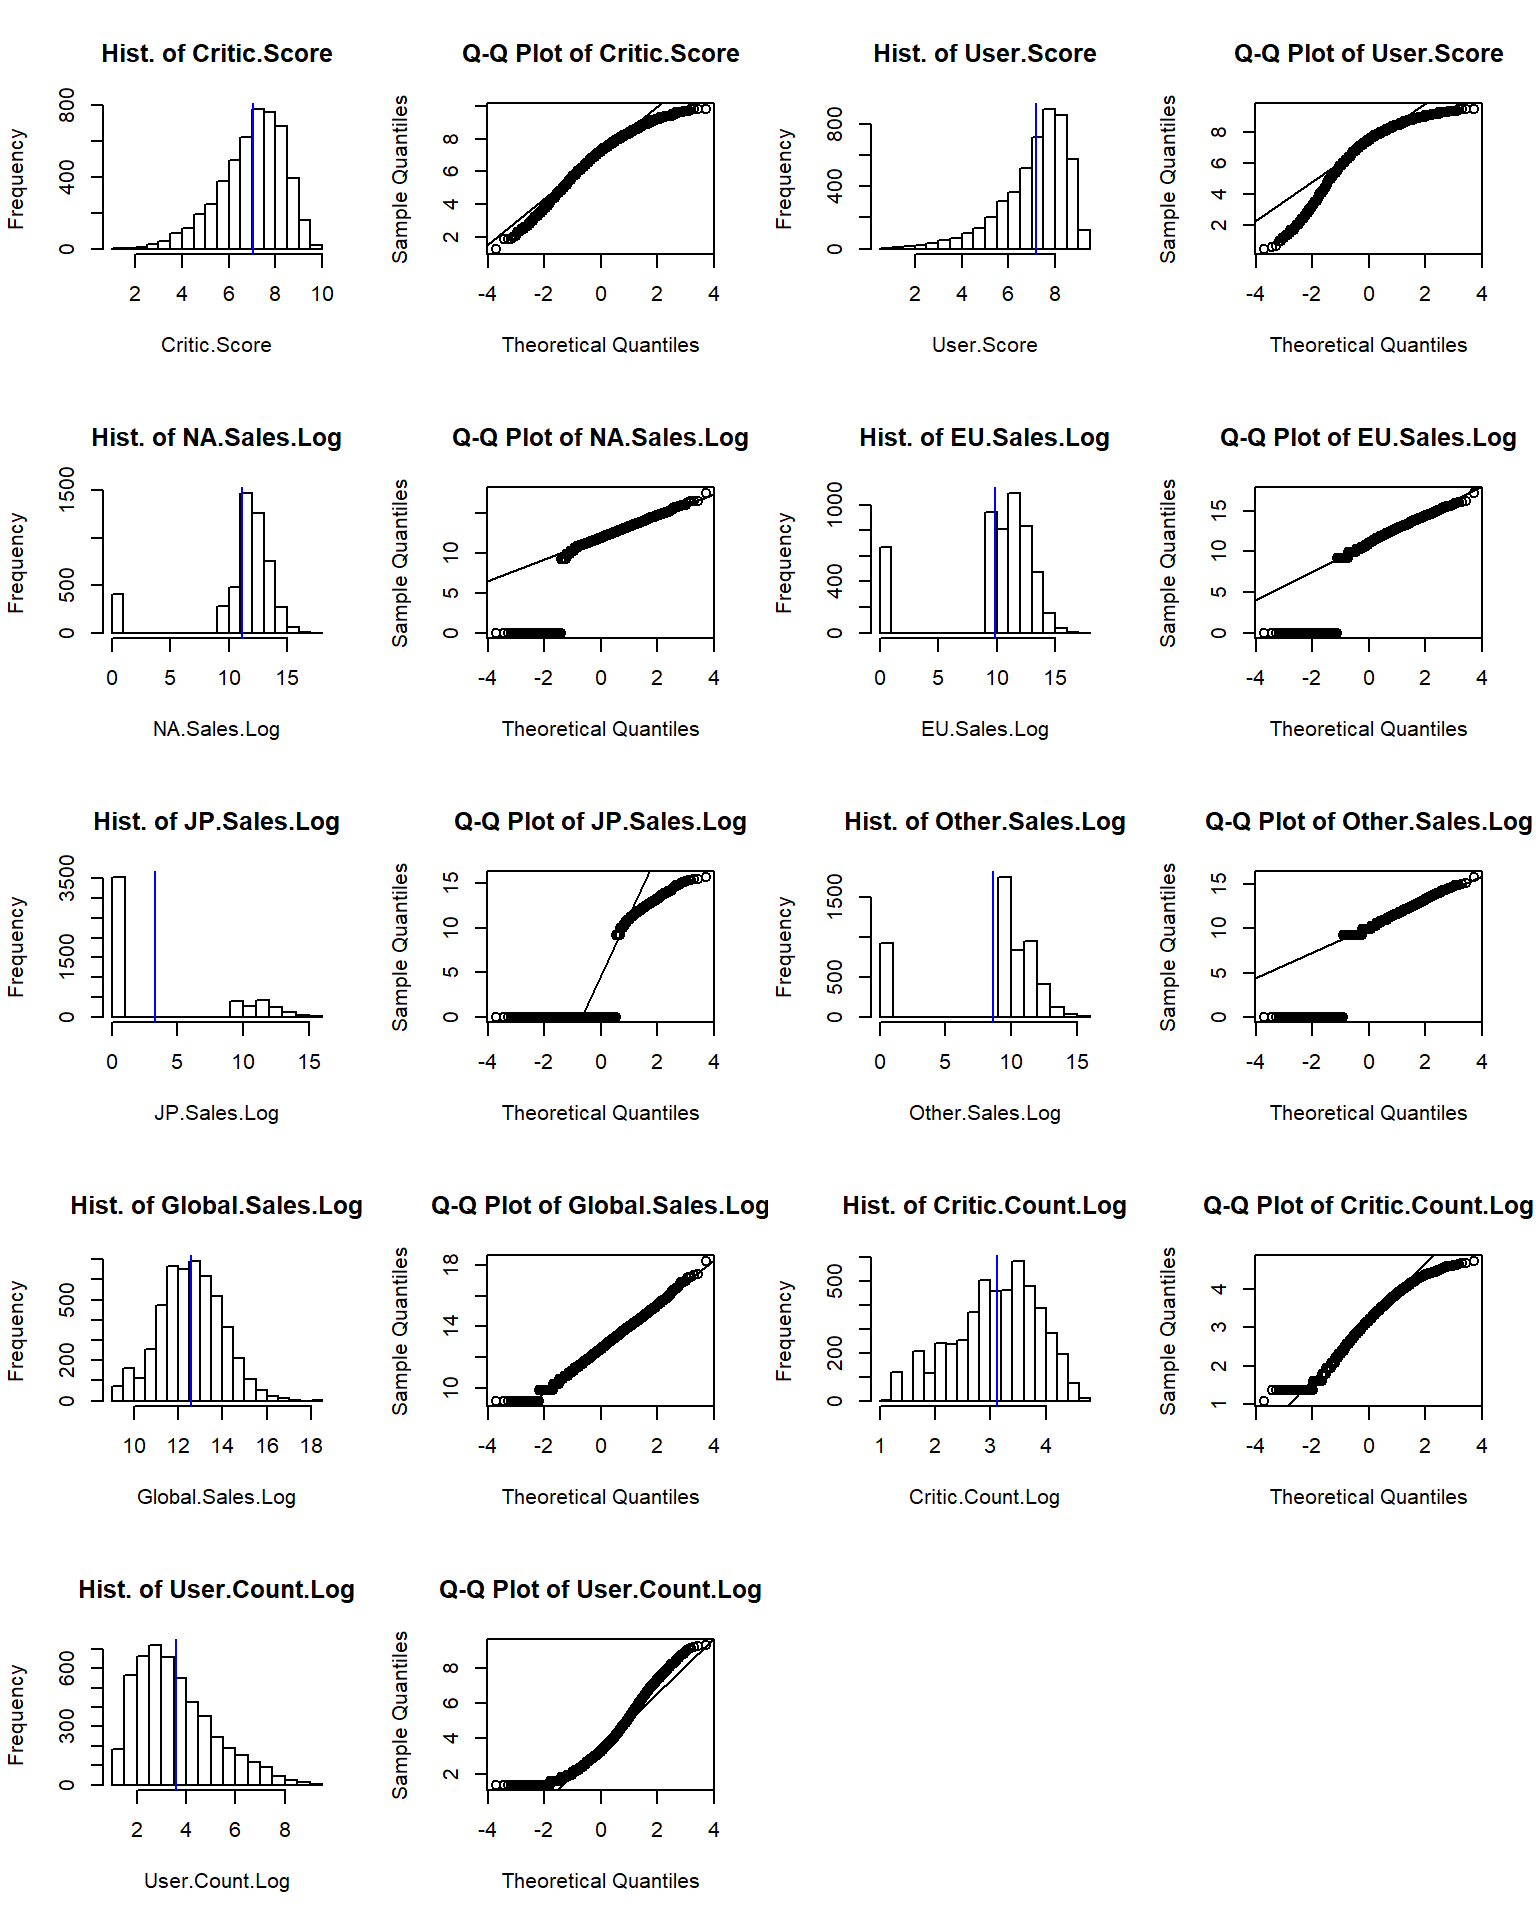 Hist. of Critic.Score
Frequency
0 400 800
2 4 6 8 10
Critic.Score
Q-Q Plot of Critic.Score
Sample Quantiles
2 4 6 8
-4 -2 0 2 4
Theoretical Quantiles
Hist. of User.Score
Frequency
0 400 800
2 4 6 8
User.Score
Q-Q Plot of User.Score
Sample Quantiles
2 4 6 8
-4 -2 0 2 4
Theoretical Quantiles
Hist. of NA.Sales.Log
Frequency
0 500 1500
0 5 10 15
NA.Sales.Log
Q-Q Plot of NA.Sales.Log
Sample Quantiles
0 5 10
-4 -2 0 2 4
Theoretical Quantiles
Hist. of EU.Sales.Log
Frequency
0 400 1000
0 5 10 15
EU.Sales.Log
Q-Q Plot of EU.Sales.Log
Sample Quantiles
0 5 10 15
-4 -2 0 2 4
Theoretical Quantiles
Hist. of JP.Sales.Log
Frequency
0 1500 3500
0 5 10 15
JP.Sales.Log
Q-Q Plot of JP.Sales.Log
Sample Quantiles
0 5 10 15
-4 -2 0 2 4
Theoretical Quantiles
Hist. of Other.Sales.Log
Frequency
0 500 1500
0 5 10 15
Other.Sales.Log
Q-Q Plot of Other.Sales.Log
Sample Quantiles
0 5 10 15
-4 -2 0 2 4
Theoretical Quantiles
Hist. of Global.Sales.Log
Frequency
0 200 500
10 12 14 16 18
Global.Sales.Log
Q-Q Plot of Global.Sales.Log
Sample Quantiles
10 14 18
-4 -2 0 2 4
Theoretical Quantiles
Hist. of Critic.Count.Log
Frequency
0 200 500
1 2 3 4
Critic.Count.Log
Q-Q Plot of Critic.Count.Log
Sample Quantiles
1 2 3 4
-4 -2 0 2 4
Theoretical Quantiles
Hist. of User.Count.Log
Frequency
0 300 600
2 4 6 8
User.Count.Log
Q-Q Plot of User.Count.Log
Sample Quantiles
2 4 6 8
-4 -2 0 2 4
Theoretical Quantiles